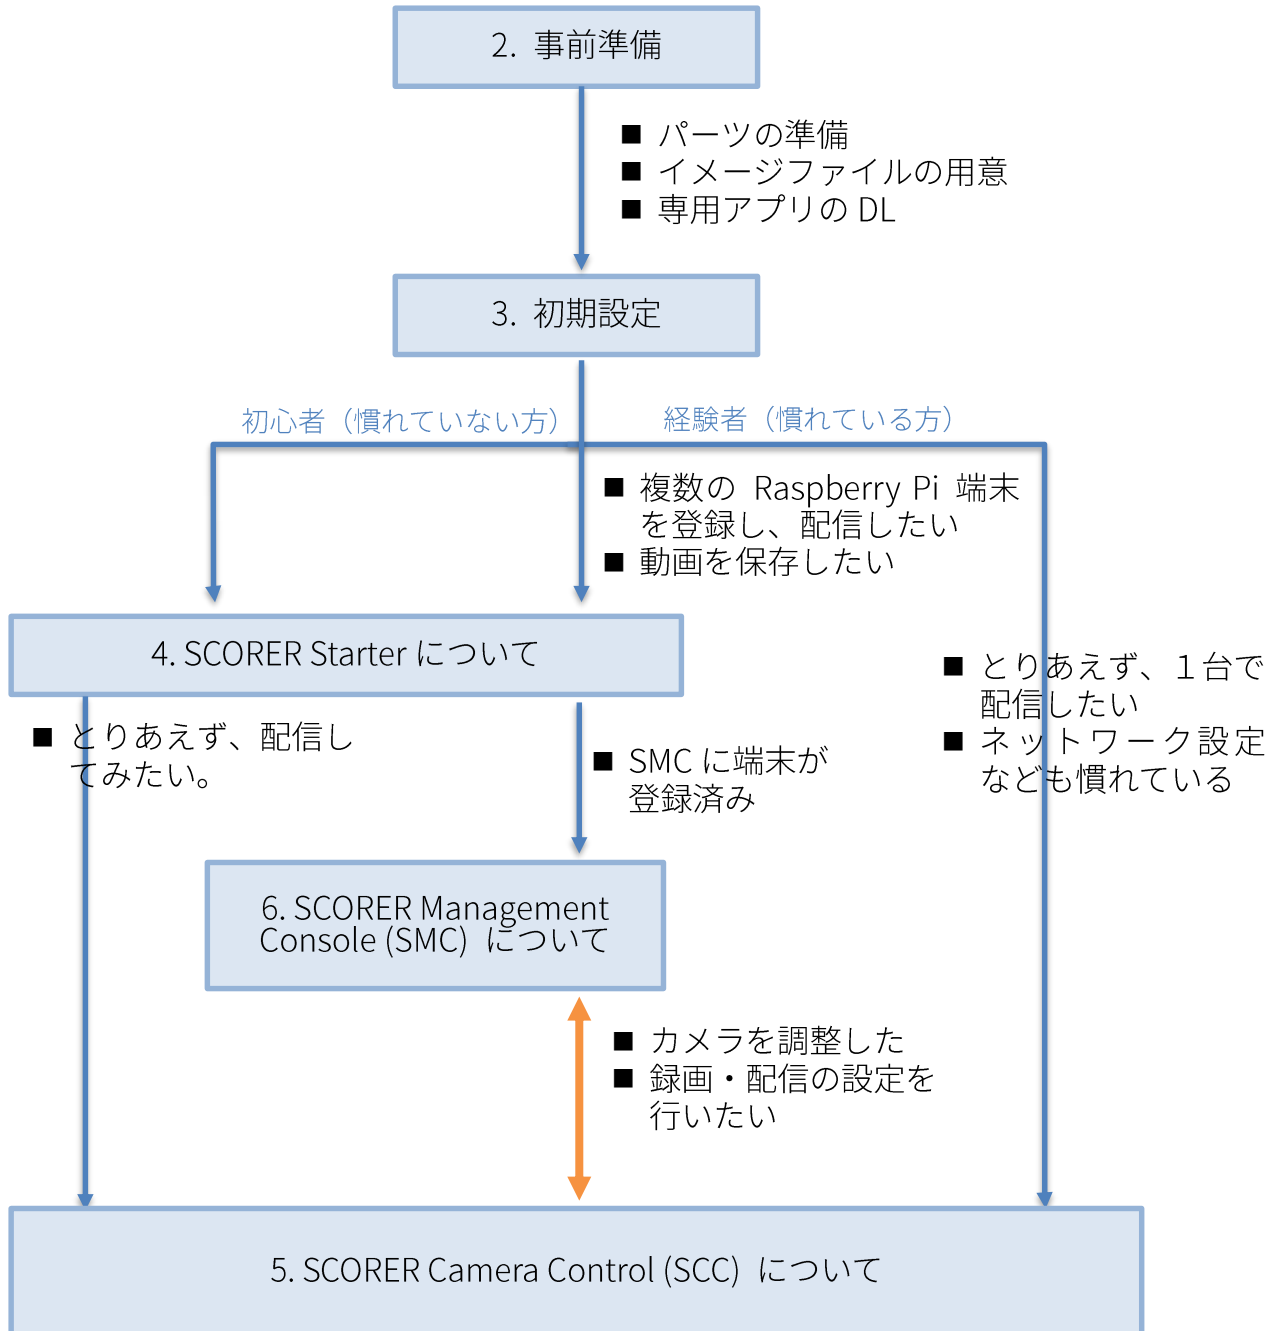 2. 事前準備
■ パーツの準備
■ イメージファイルの用意
■ 専用アプリの DL
3. 初期設定
初心者（慣れていない方）
経験者（慣れている方）
■ 複数の Raspberry Pi 端末
を登録し、配信したい
■ 動画を保存したい
4. SCORER Starter について
■ とりあえず、配信し
てみたい。
■ SMC に端末が
登録済み
■ とりあえず、１台で
配信したい
■ ネットワーク設定
なども慣れている
6. SCORER Management
Console (SMC) について
■ カメラを調整した
■ 録画・配信の設定を
行いたい
5. SCORER Camera Control (SCC) について